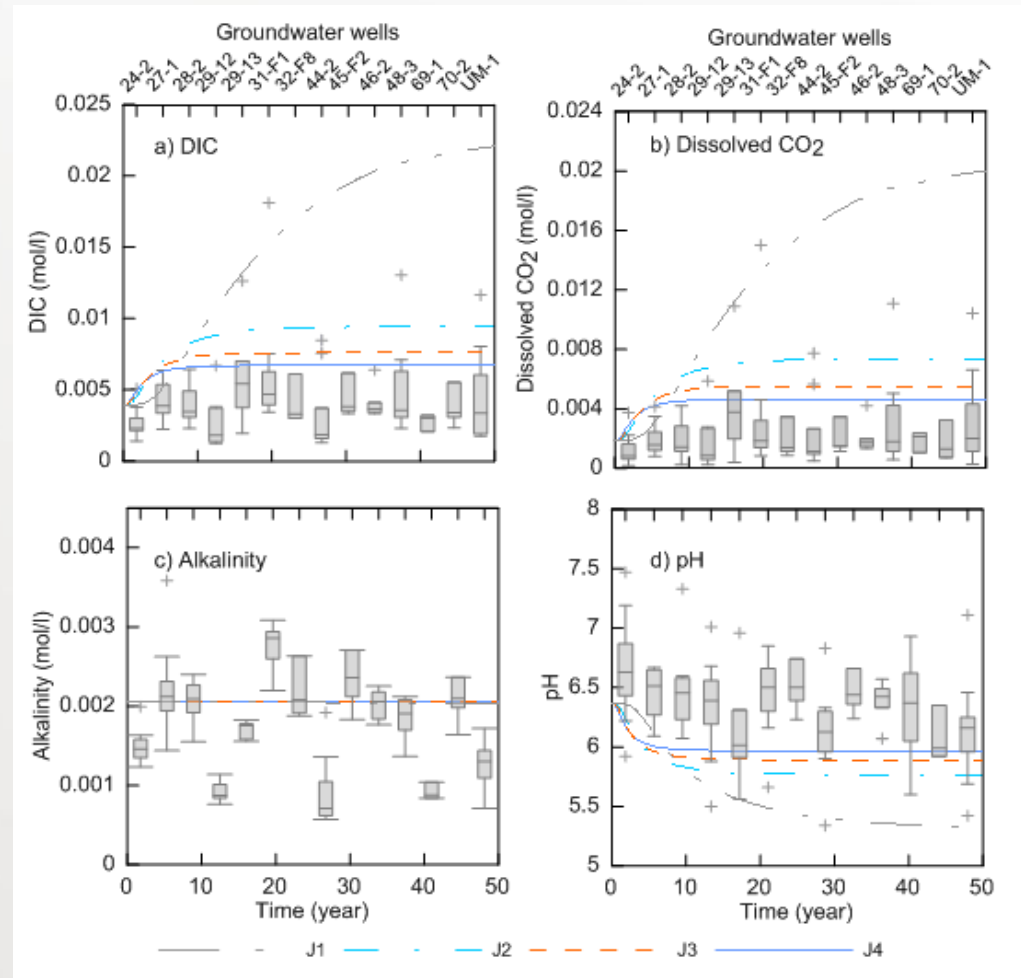 Groundwater wells
24-2 27-1 28-2 29-12 29-13 31-F1 32-F8 44-2 45-F2 46-2 48-3 69-1 70-2 UM-1
0.025
0.02
0.015
0.01
0.005
0
DIC (mol/l)
a) DIC
Groundwater wells
24-2 27-1 28-2 29-12 29-13 31-F1 32-F8 44-2 45-F2 46-2 48-3 69-1 70-2 UM-1
0.024
0.02
0.016
0.012
0.008
0.004
0
Dissolved CO2 (mol/l)
b) Dissolved CO2
0.004
0.003
0.002
0.001
0
Alkalinity (mol/l)
c) Alkalinity
0 10 20 30 40 50
Time (year)
8
7.5
7
6.5
6
5.5
5
pH
d) pH
0 10 20 30 40 50
Time (year)
J1 J2 J3 J4